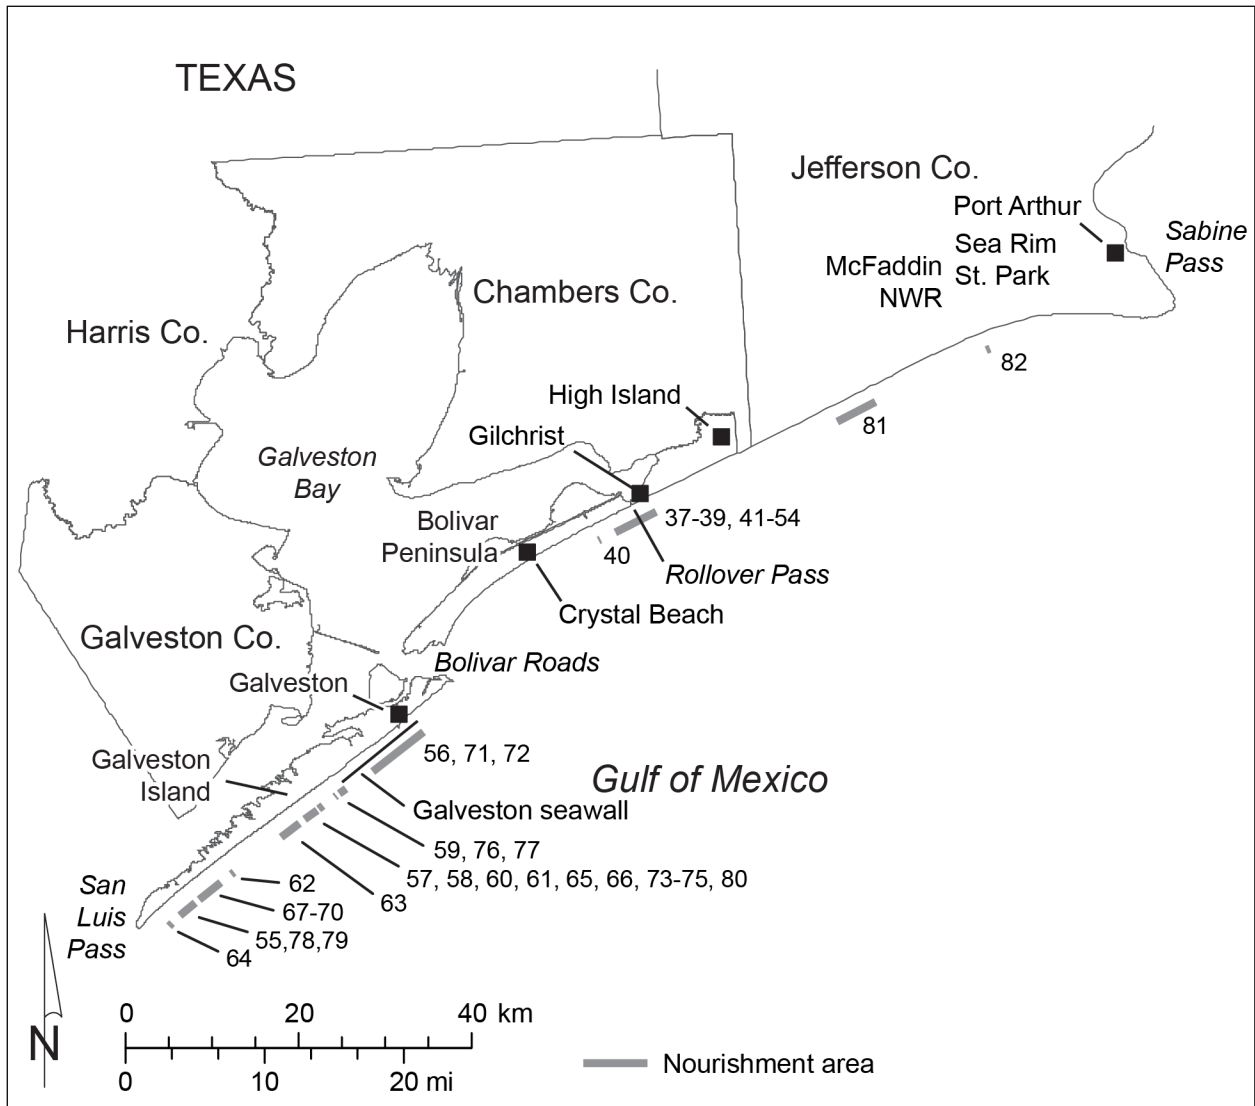 TEXAS
Jefferson Co.
Port Arthur
Sabine
Pass
Sea Rim
St. Park
McFaddin
NWR
Chambers Co.
Harris Co.
82
High Island
81
Gilchrist
Galveston
Bay
37-39, 41-54
Bolivar
Peninsula
40
Rollover Pass
Crystal Beach
Galveston Co.
Bolivar Roads
Galveston
56, 71, 72
Galveston
Island
Gulf of Mexico
Galveston seawall
59, 76, 77
57, 58, 60, 61, 65, 66, 73-75, 80
62
63
San
Luis
Pass
67-70
55,78,79
64
0 20 40 km
N
0 10 20 mi
Nourishment area